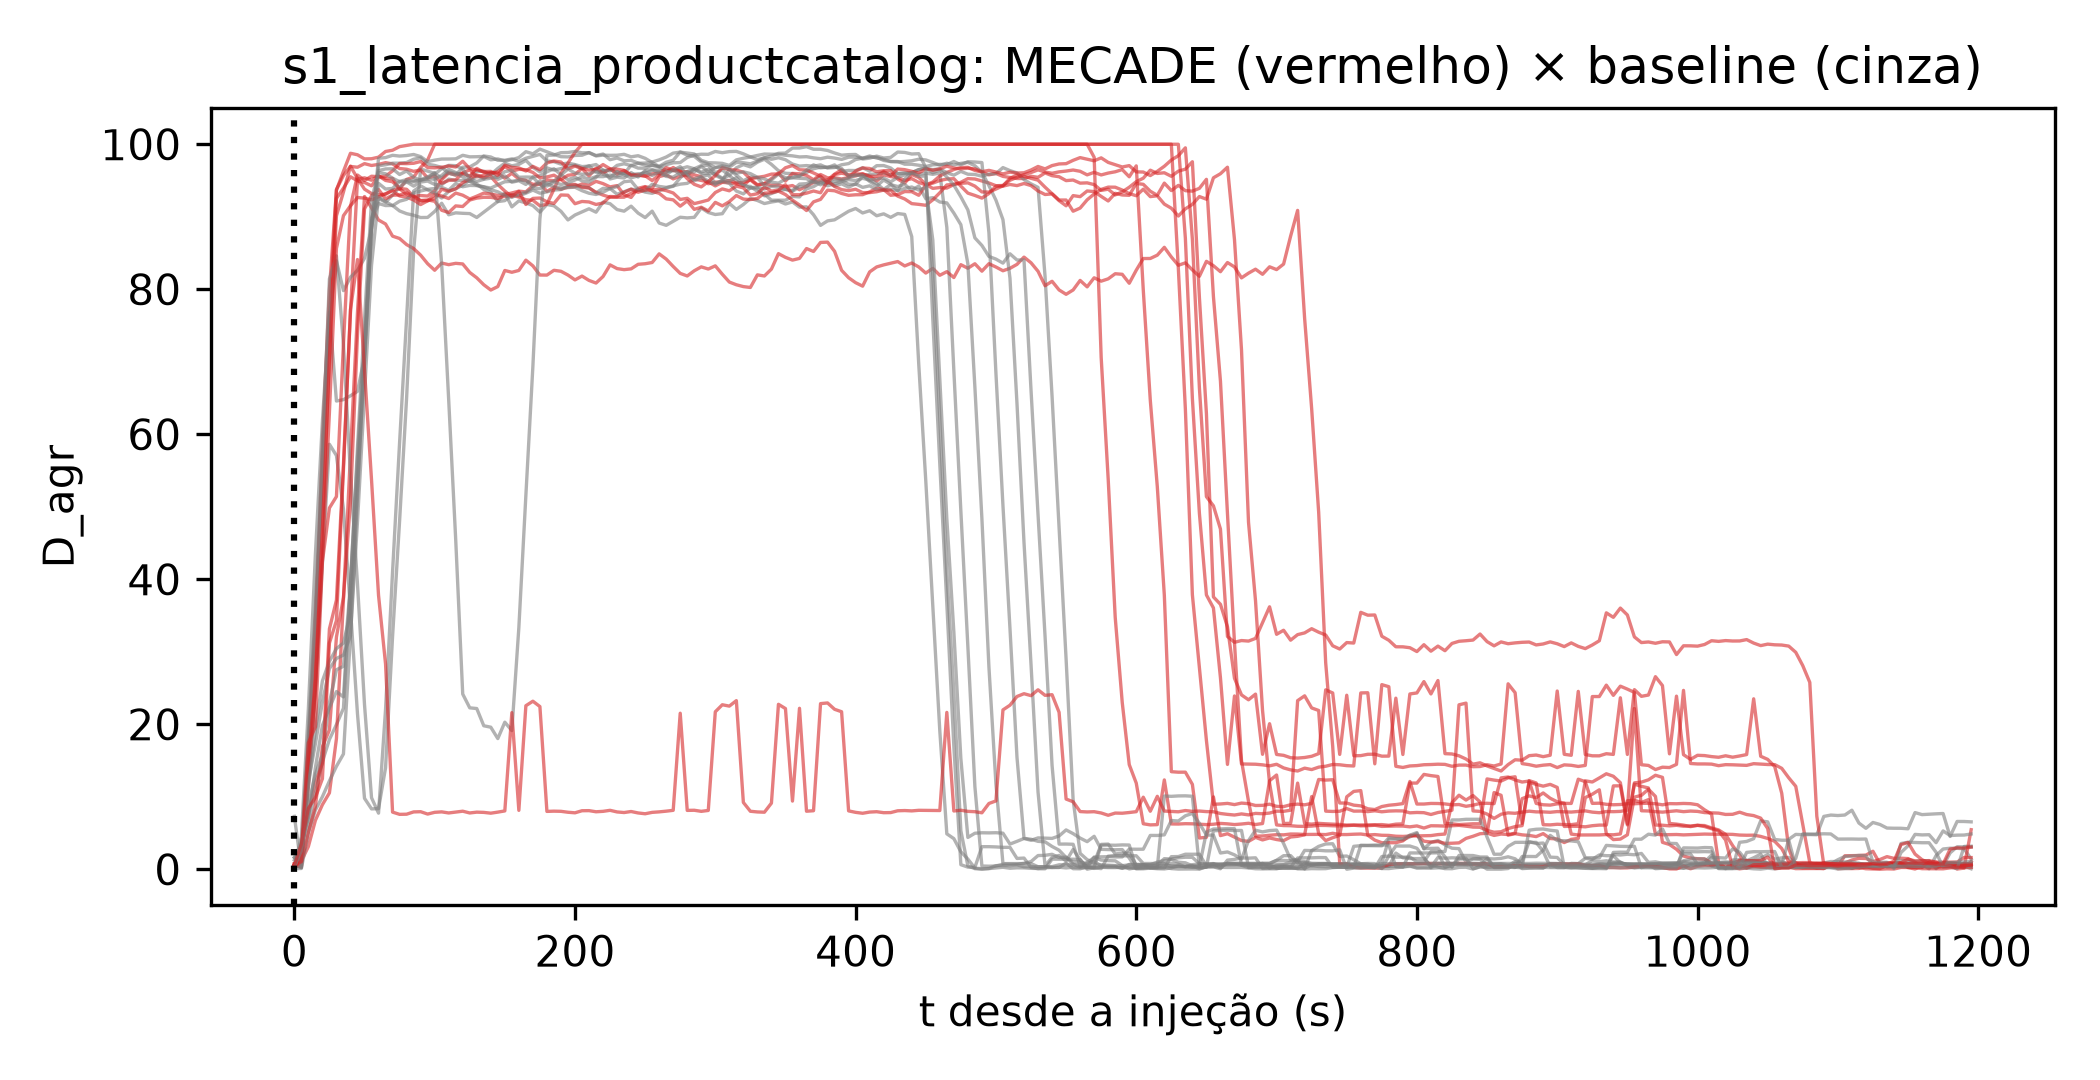 s1_latencia_productcatalog: MECADE (vermelho) × baseline (cinza)
100
80
60
40
20
0
D_agr
0 200 400 600 800 1000 1200
t desde a injeção (s)